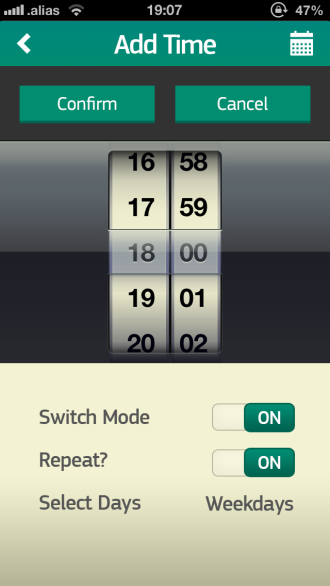 .alias 19:07 47%
Add Time
Confirm Cancel
16 58
17 59
18 00
19 01
20 02
Switch Mode ON
Repeat? ON
Select Days Weekdays